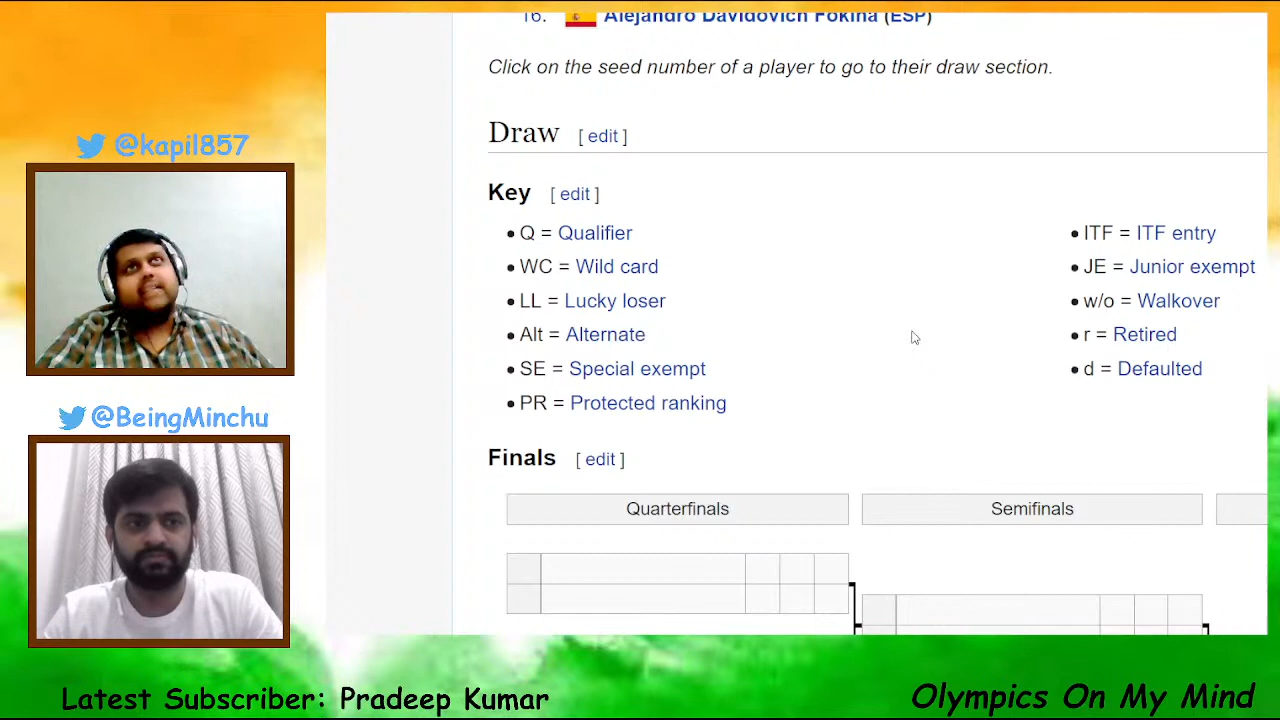 16. Alejandro Davidovich Fokina (ESP)
Click on the seed number of a player to go to their draw section.
Draw [ edit ]
Key [ edit ]
Q = Qualifier
WC = Wild card
LL = Lucky loser
Alt = Alternate
SE = Special exempt
PR = Protected ranking
ITF = ITF entry
JE = Junior exempt
w/o = Walkover
r = Retired
d = Defaulted
Finals [ edit ]
Quarterfinals
Semifinals
@kapil857
@BeingMinchu
Latest Subscriber: Pradeep Kumar
Olympics On My Mind